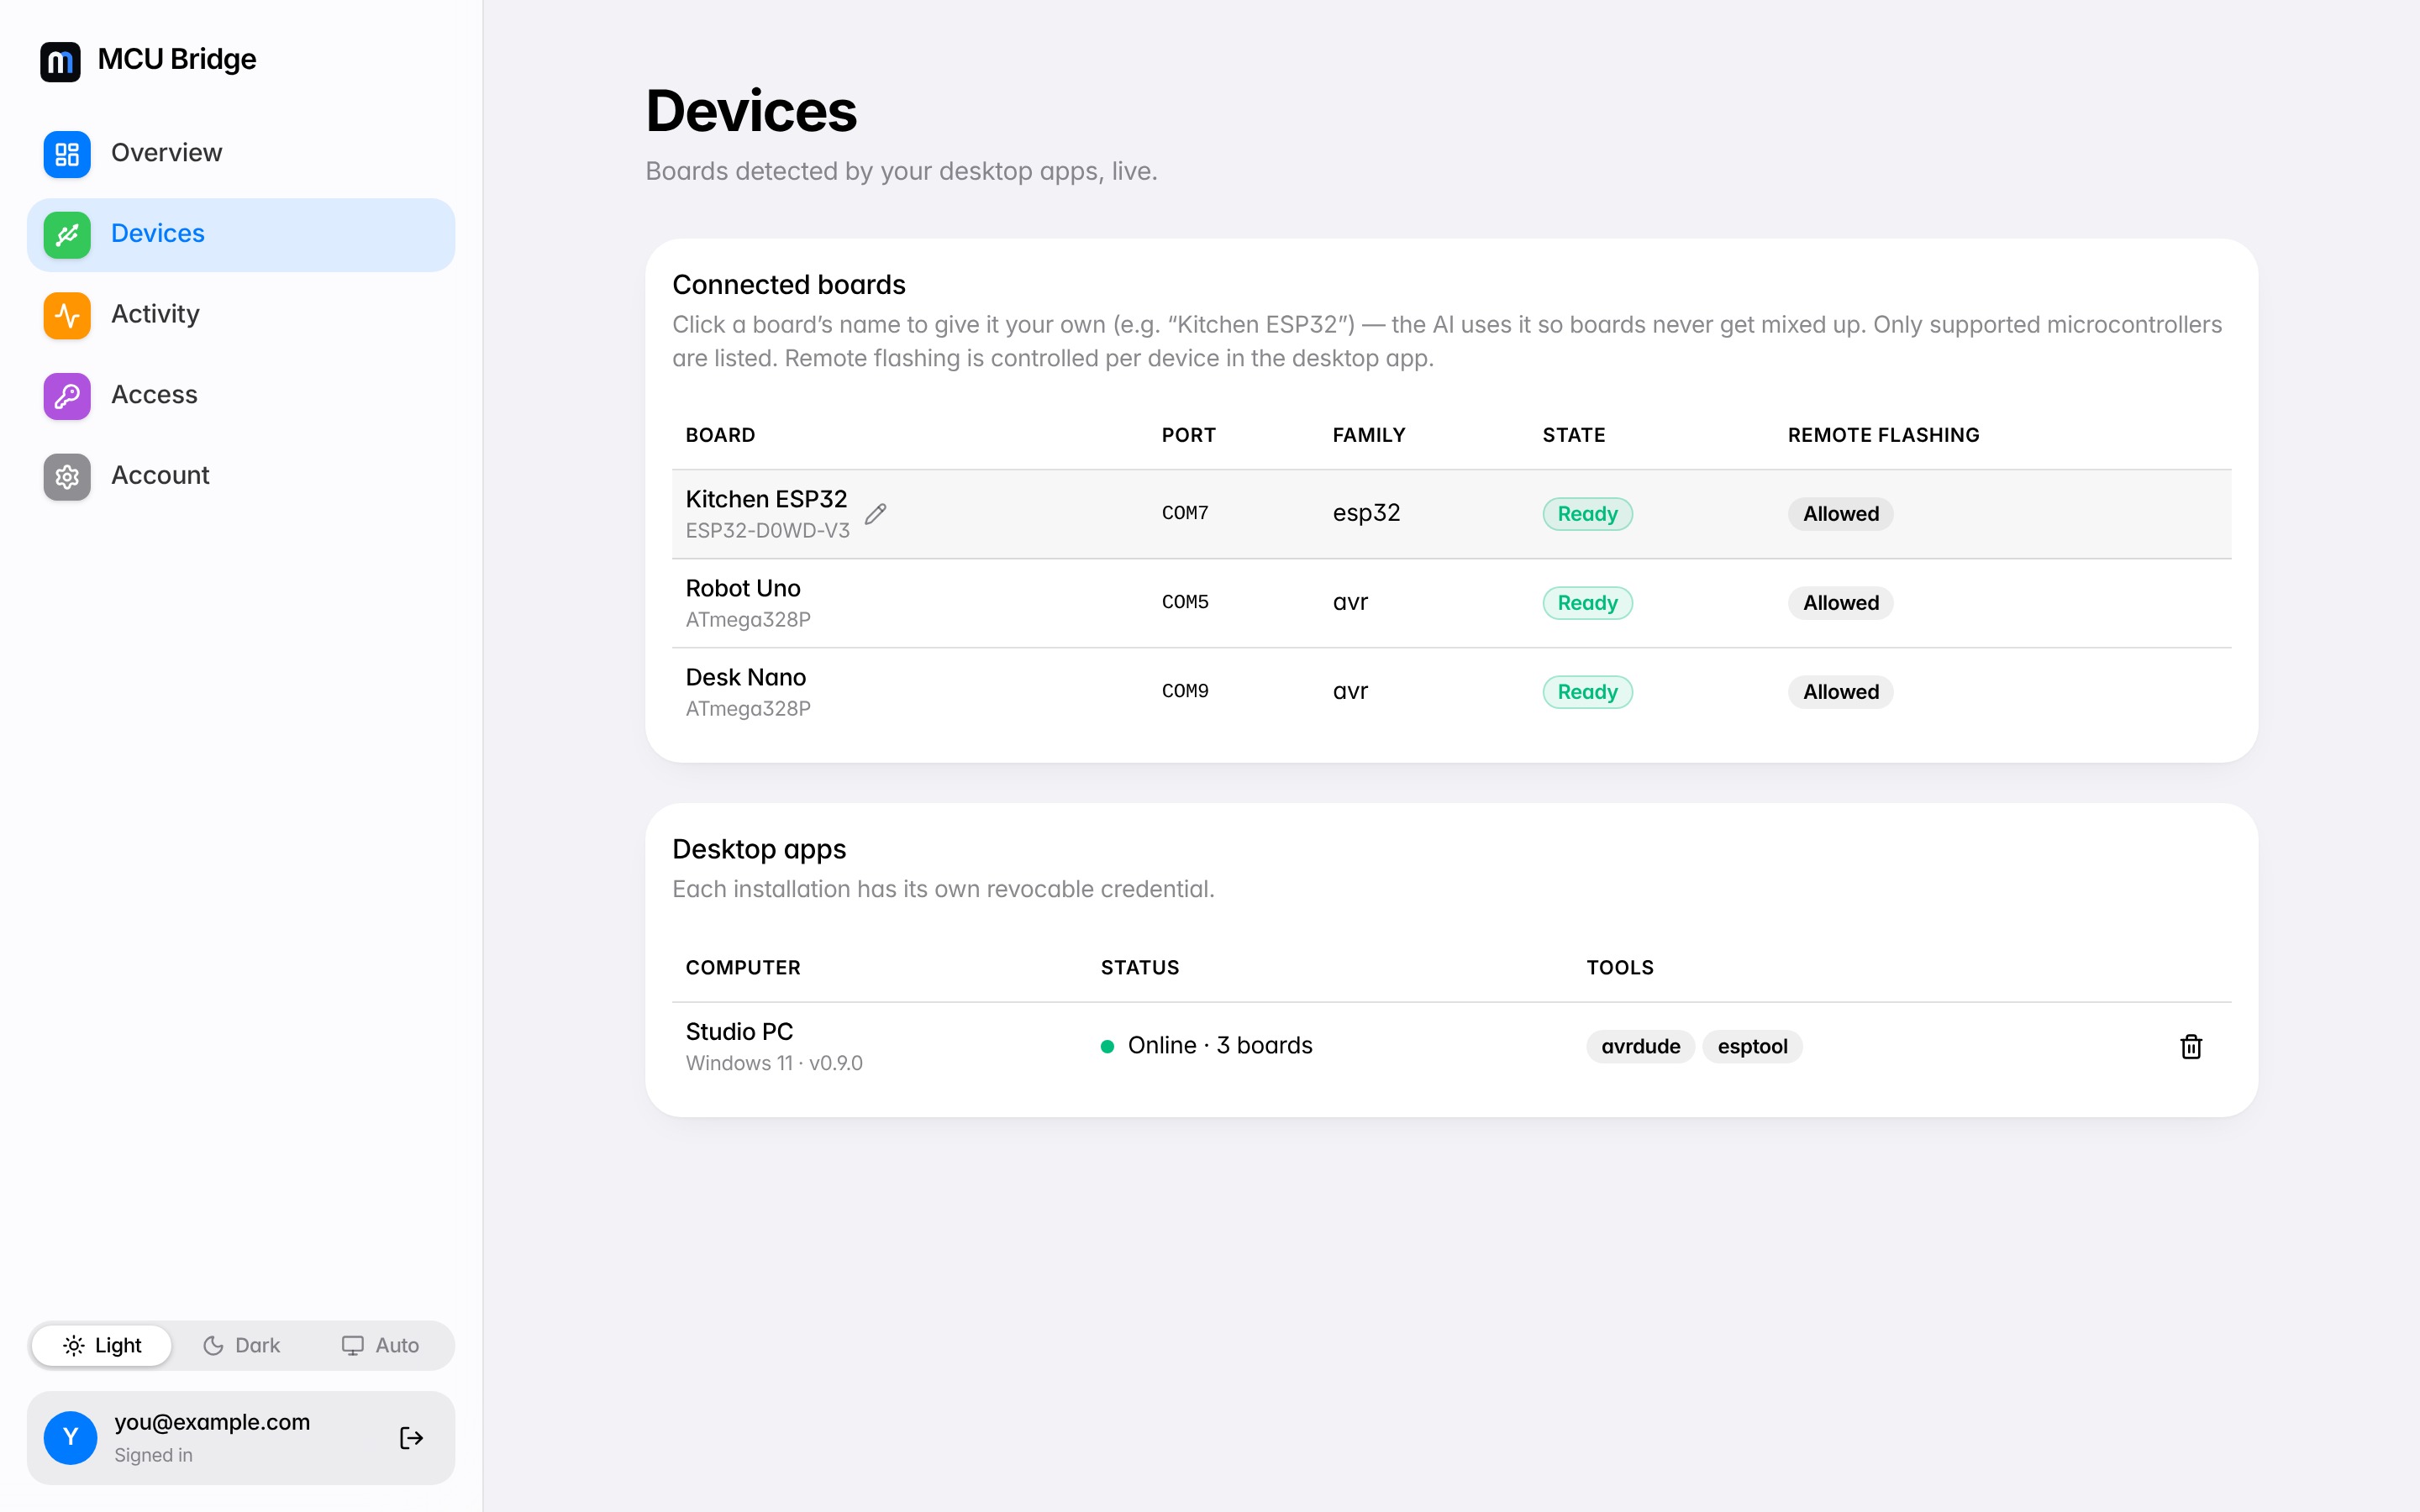 MCU Bridge
Overview
Devices
Activity
Access
Account
Light
Dark
Auto
Y
you@example.com
Signed in
Devices
Boards detected by your desktop apps, live.
Connected boards
Click a board’s name to give it your own (e.g. “Kitchen ESP32”) — the AI uses it so boards never get mixed up. Only supported microcontrollers
are listed. Remote flashing is controlled per device in the desktop app.
BOARD PORT FAMILY STATE REMOTE FLASHING
Kitchen ESP32
ESP32-D0WD-V3
COM7 esp32 Ready Allowed
Robot Uno
ATmega328P
COM5 avr Ready Allowed
Desk Nano
ATmega328P
COM9 avr Ready Allowed
Desktop apps
Each installation has its own revocable credential.
COMPUTER STATUS TOOLS
Studio PC
Windows 11 · v0.9.0
Online · 3 boards avrdude esptool